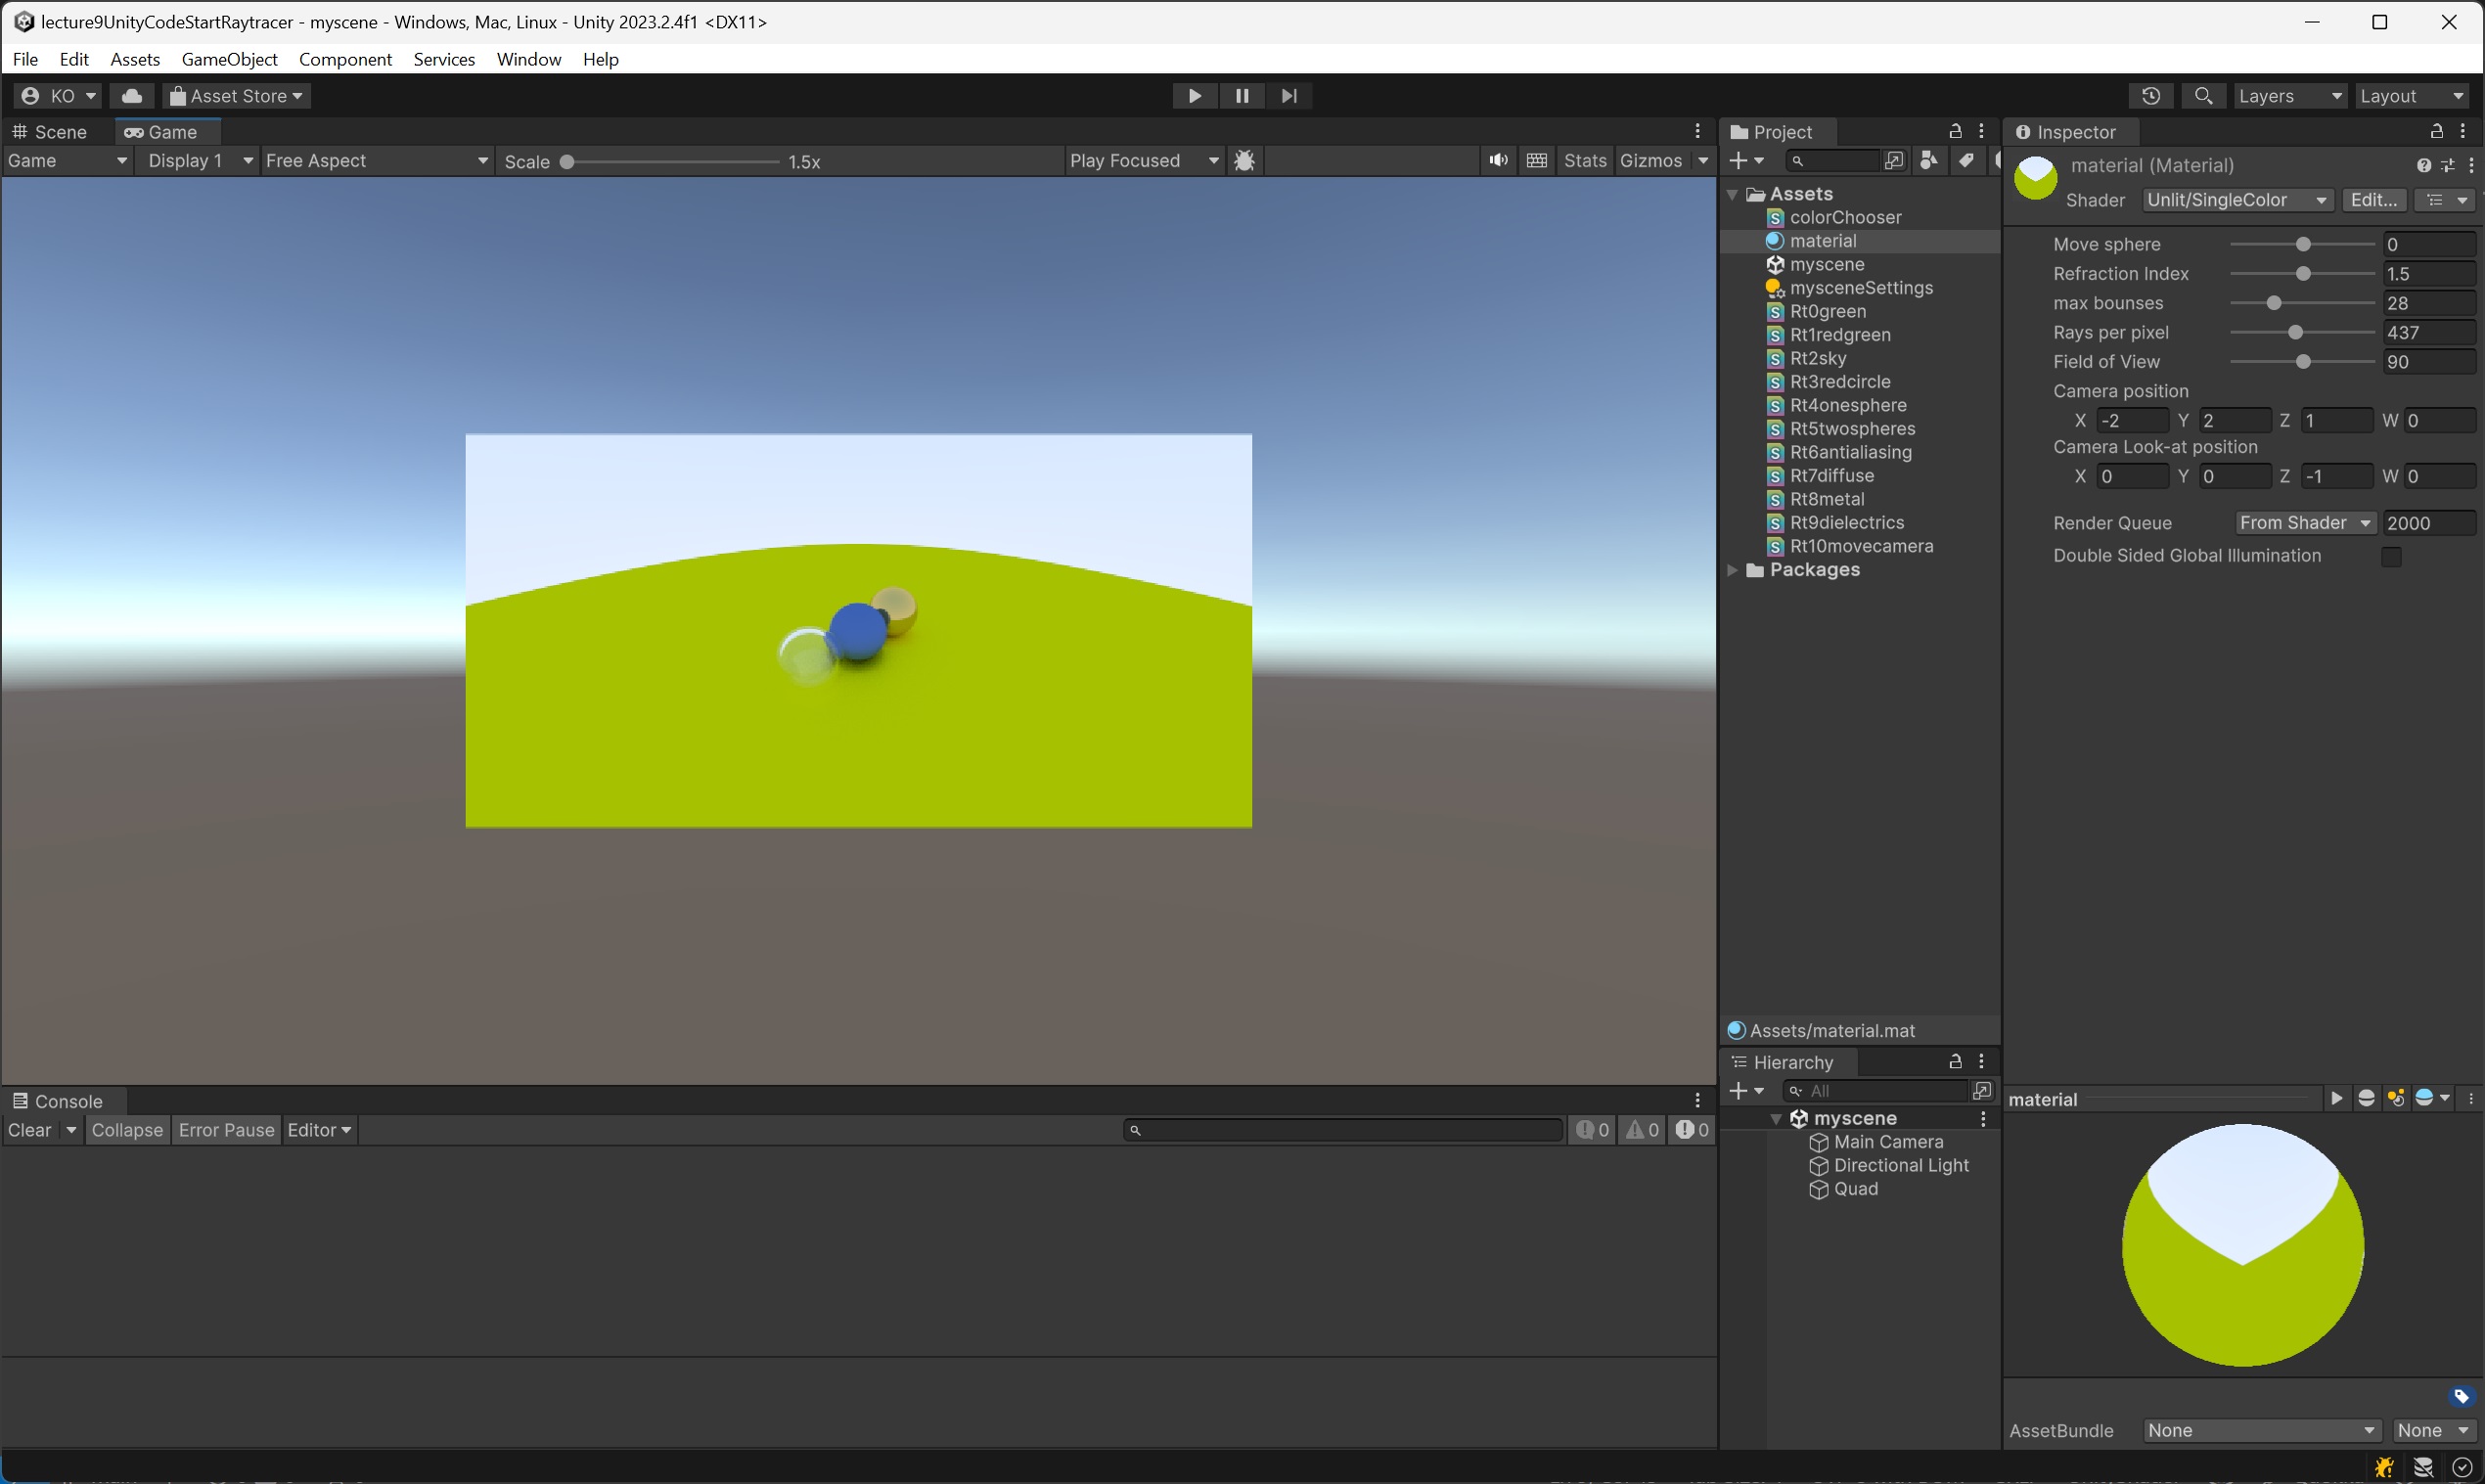 lecture9UnityCodeStartRaytracer - myscene - Windows, Mac, Linux - Unity 2023.2.4f1 <DX11>
File Edit Assets GameObject Component Services Window Help
KO Asset Store Layers Layout
Scene Game
Game Display 1 Free Aspect Scale 1.5x Play Focused Stats Gizmos
Project
Assets
colorChooser
material
myscene
mysceneSettings
Rt0green
Rt1redgreen
Rt2sky
Rt3redcircle
Rt4onesphere
Rt5twospheres
Rt6antialiasing
Rt7diffuse
Rt8metal
Rt9dielectrics
Rt10movecamera
Packages
Assets/material.mat
Hierarchy
All
myscene
Main Camera
Directional Light
Quad
Inspector
material (Material)
Shader Unlit/SingleColor Edit...
Move sphere 0
Refraction Index 1.5
max bounses 28
Rays per pixel 437
Field of View 90
Camera position
X -2 Y 2 Z 1 W 0
Camera Look-at position
X 0 Y 0 Z -1 W 0
Render Queue From Shader 2000
Double Sided Global Illumination
material
AssetBundle None None
Console
Clear Collapse Error Pause Editor 0 0 0